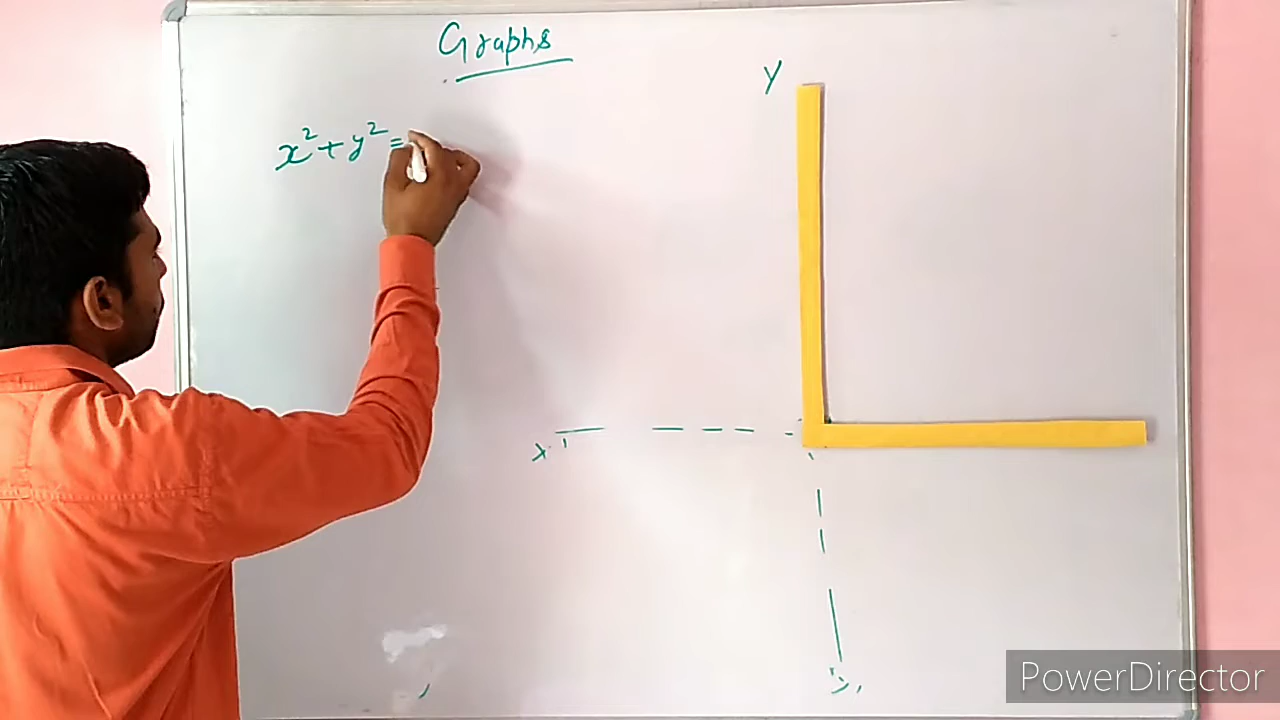 Graphs
Y
x² + y² =
x'
y'
PowerDirector